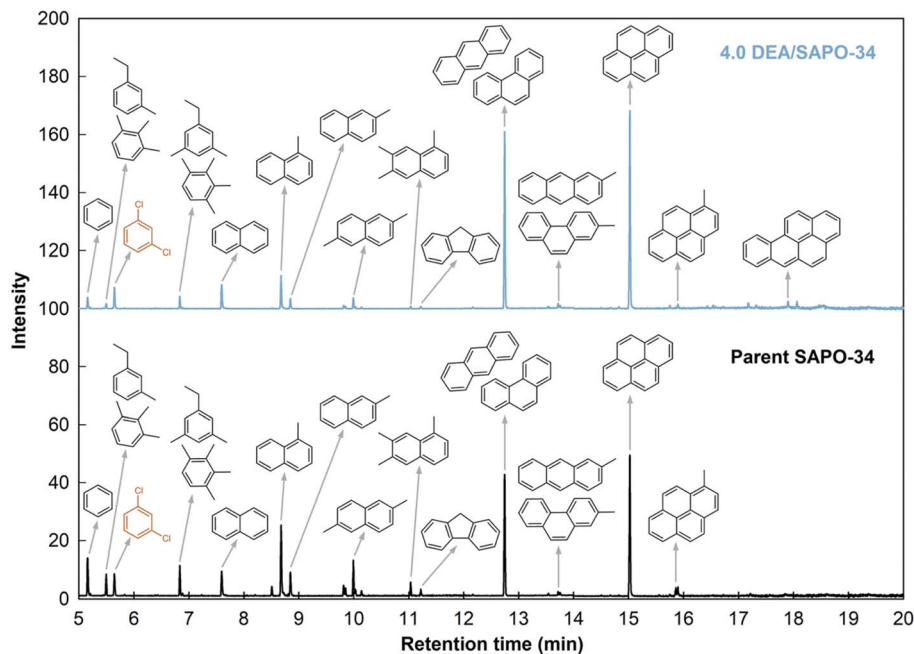 200
180
160
140
120
100
80
60
40
20
0
Intensity
4.0 DEA/SAPO-34
Cl
Cl
Parent SAPO-34
Cl
Cl
5 6 7 8 9 10 11 12 13 14 15 16 17 18 19 20
Retention time (min)